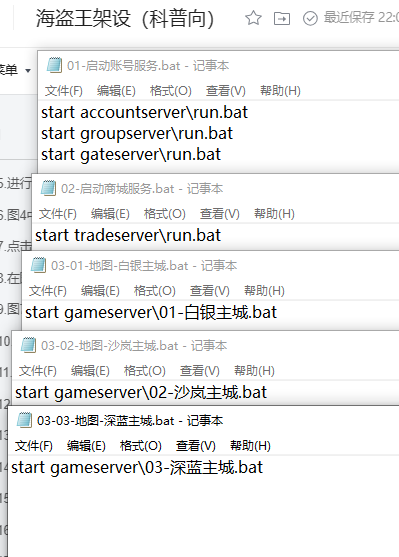 海盗王架设（科普向）
最近保存 22:0
菜单
01-启动账号服务.bat - 记事本
文件(F) 编辑(E) 格式(O) 查看(V) 帮助(H)
start accountserver\run.bat
start groupserver\run.bat
start gateserver\run.bat
5.进行
02-启动商城服务.bat - 记事本
6.图4中
文件(F) 编辑(E) 格式(O) 查看(V) 帮助(H)
7.点击
start tradeserver\run.bat
8.在
03-01-地图-白银主城.bat - 记事本
9.图
文件(F) 编辑(E) 格式(O) 查看(V) 帮助(H)
10
start gameserver\01-白银主城.bat
03-02-地图-沙岚主城.bat - 记事本
11
文件(F) 编辑(E) 格式(O) 查看(V) 帮助(H)
12
start gameserver\02-沙岚主城.bat
03-03-地图-深蓝主城.bat - 记事本
文件(F) 编辑(E) 格式(O) 查看(V) 帮助(H)
start gameserver\03-深蓝主城.bat